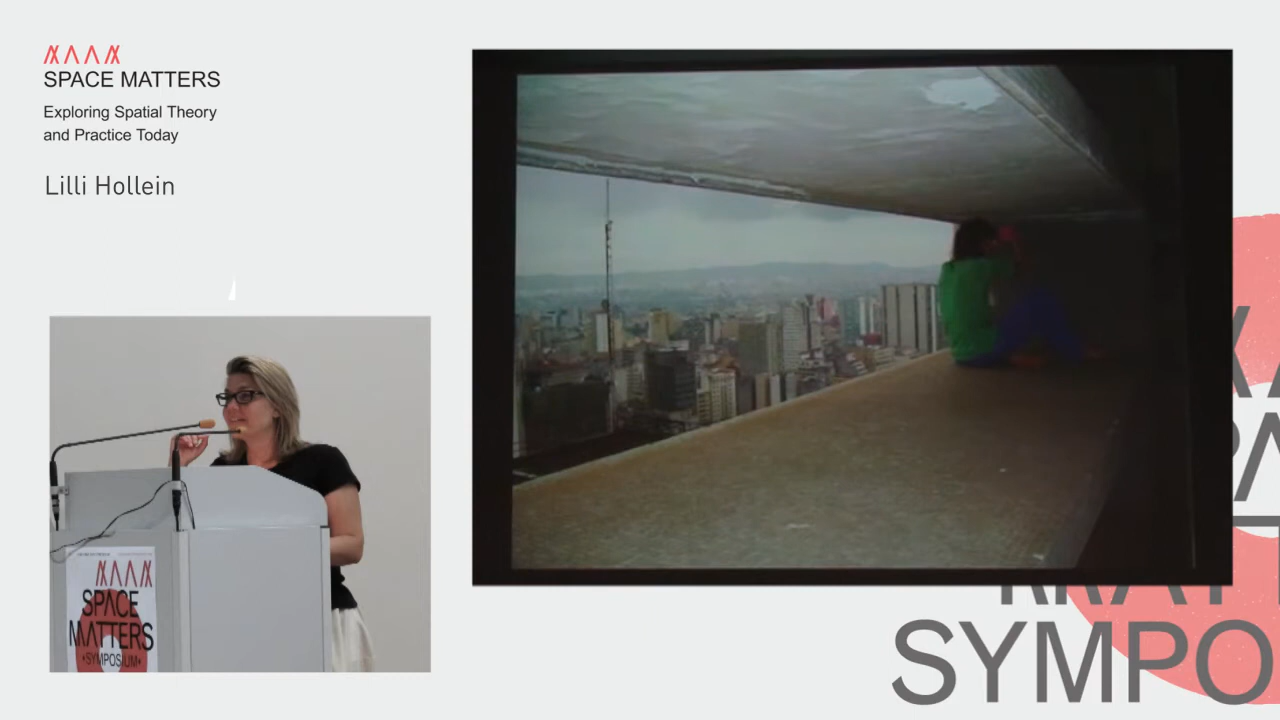 SPACE MATTERS
Exploring Spatial Theory
and Practice Today
Lilli Hollein
SPACE
MATTERS
•SYMPOSIUM•
SYMPO